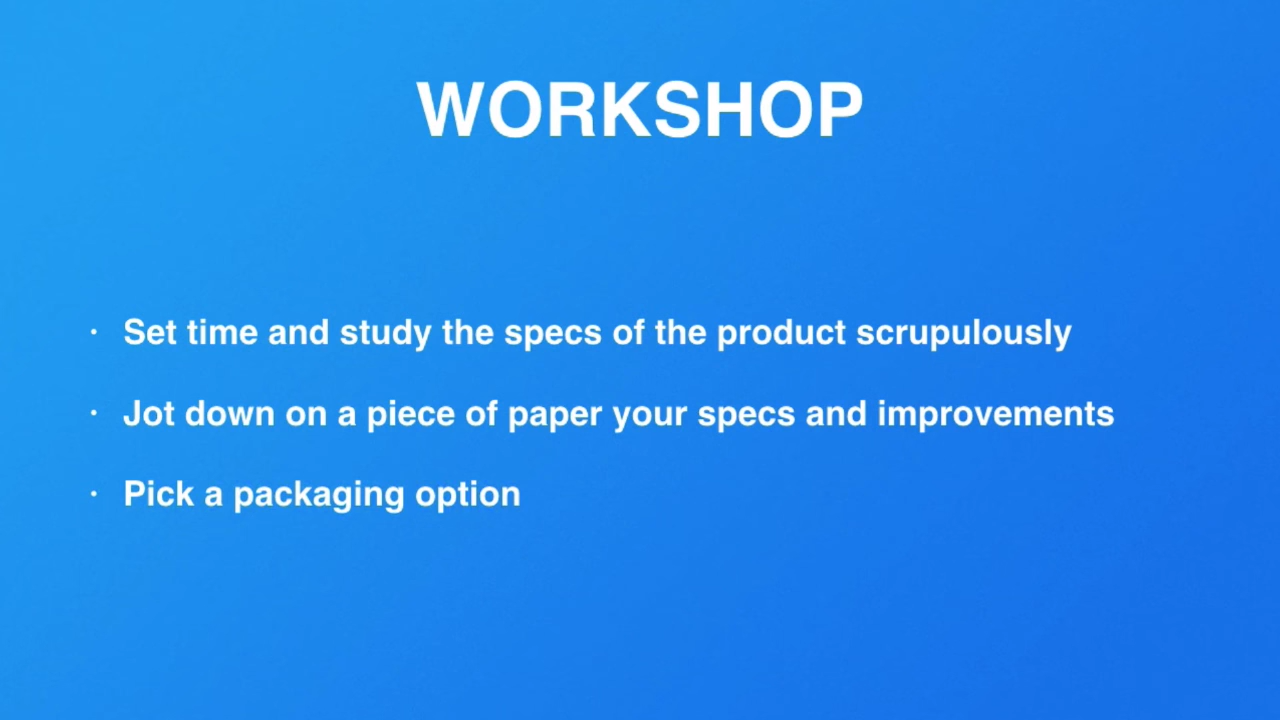 WORKSHOP
· Set time and study the specs of the product scrupulously
· Jot down on a piece of paper your specs and improvements
· Pick a packaging option